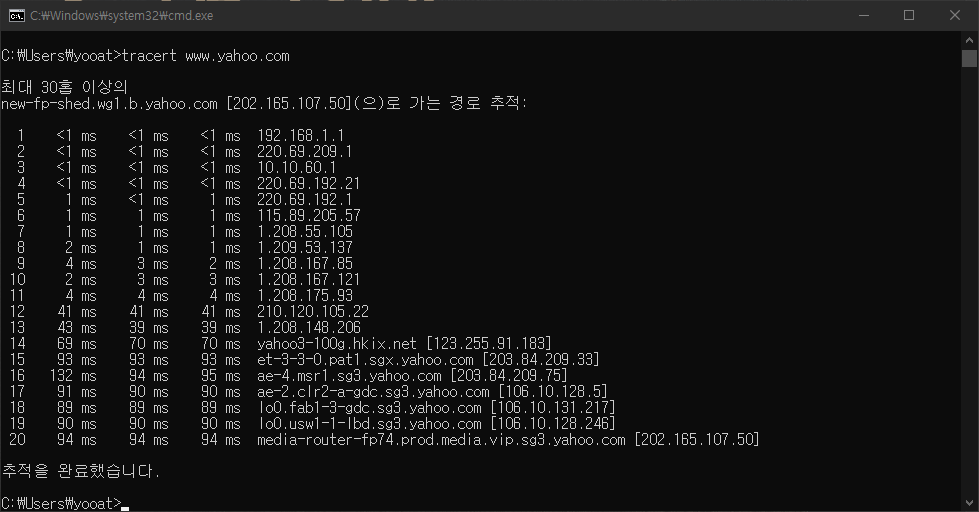 C:\Windows\system32\cmd.exe
C:₩Users₩yooat>tracert www.yahoo.com
최대 30홉 이상의
new-fp-shed.wg1.b.yahoo.com [202.165.107.50](으)로 가는 경로 추적:
1 <1 ms <1 ms <1 ms 192.168.1.1
2 <1 ms <1 ms <1 ms 220.69.209.1
3 <1 ms <1 ms <1 ms 10.10.60.1
4 <1 ms <1 ms <1 ms 220.69.192.21
5 1 ms <1 ms 1 ms 220.69.192.1
6 1 ms 1 ms 1 ms 115.89.205.57
7 1 ms 1 ms 1 ms 1.208.55.105
8 2 ms 1 ms 1 ms 1.209.53.137
9 4 ms 3 ms 2 ms 1.208.167.85
10 2 ms 3 ms 3 ms 1.208.167.121
11 4 ms 4 ms 4 ms 1.208.175.93
12 41 ms 41 ms 41 ms 210.120.105.22
13 43 ms 39 ms 39 ms 1.208.148.206
14 69 ms 70 ms 70 ms yahoo3-100g.hkix.net [123.255.91.183]
15 93 ms 93 ms 93 ms et-3-3-0.pat1.sgx.yahoo.com [203.84.209.33]
16 132 ms 94 ms 95 ms ae-4.msr1.sg3.yahoo.com [203.84.209.75]
17 91 ms 90 ms 90 ms ae-2.clr2-a-gdc.sg3.yahoo.com [106.10.128.5]
18 89 ms 89 ms 89 ms lo0.fab1-3-gdc.sg3.yahoo.com [106.10.131.217]
19 90 ms 90 ms 90 ms lo0.usw1-1-lbd.sg3.yahoo.com [106.10.128.246]
20 94 ms 94 ms 94 ms media-router-fp74.prod.media.vip.sg3.yahoo.com [202.165.107.50]
추적을 완료했습니다.
C:₩Users₩yooat>